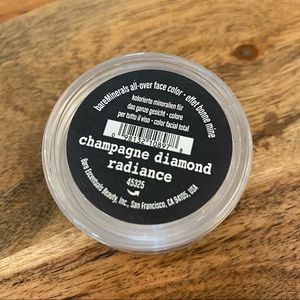 bareMinerals all-over face color - effet bonne mine
kolorierte mineralien für
das ganze gesicht - colore
per tutto il viso - color facial total
champagne diamond
radiance
45325
Bare Escentuals Beauty, Inc., San Francisco, CA 94105, USA